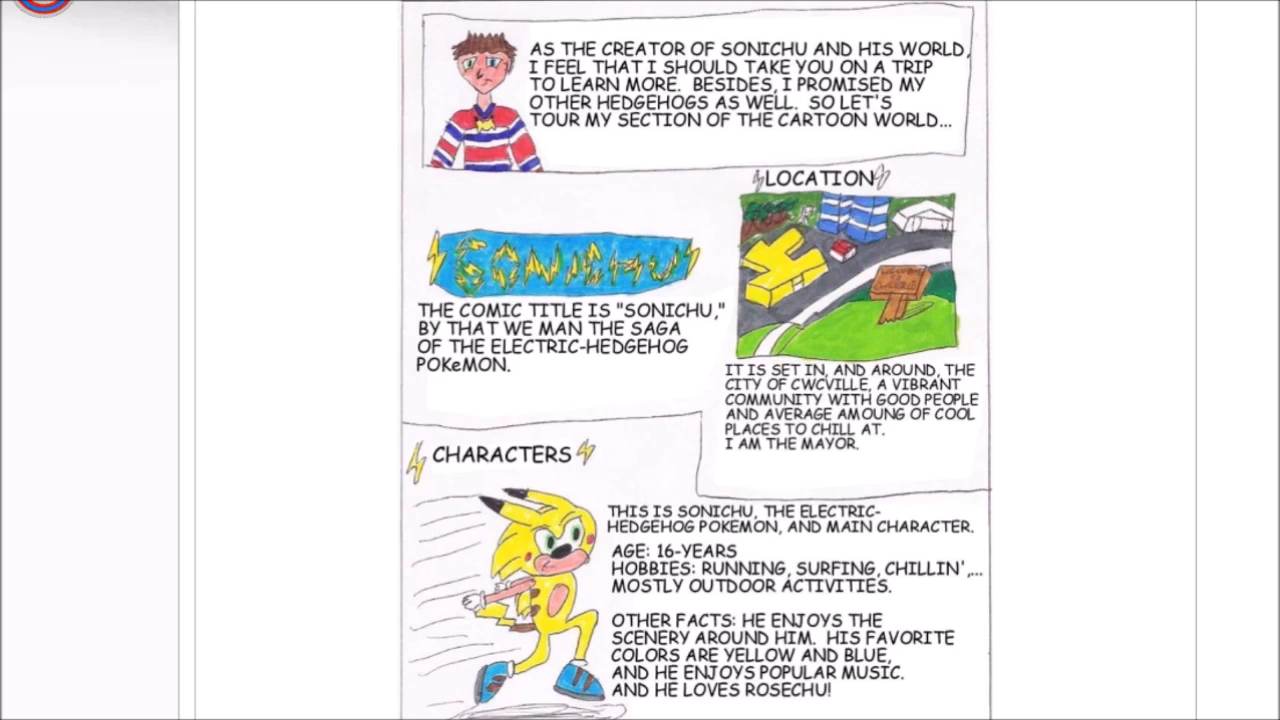 AS THE CREATOR OF SONICHU AND HIS WORLD,
I FEEL THAT I SHOULD TAKE YOU ON A TRIP
TO LEARN MORE. BESIDES, I PROMISED MY
OTHER HEDGEHOGS AS WELL. SO LET'S
TOUR MY SECTION OF THE CARTOON WORLD...
LOCATION
SONICHU
THE COMIC TITLE IS "SONICHU,"
BY THAT WE MAN THE SAGA
OF THE ELECTRIC-HEDGEHOG
POKeMON.
WELCOME
TO
CWCVILLE
IT IS SET IN, AND AROUND, THE
CITY OF CWCVILLE, A VIBRANT
COMMUNITY WITH GOOD PEOPLE
AND AVERAGE AMOUNG OF COOL
PLACES TO CHILL AT.
I AM THE MAYOR.
CHARACTERS
THIS IS SONICHU, THE ELECTRIC-
HEDGEHOG POKEMON, AND MAIN CHARACTER.
AGE: 16-YEARS
HOBBIES: RUNNING, SURFING, CHILLIN',...
MOSTLY OUTDOOR ACTIVITIES.
OTHER FACTS: HE ENJOYS THE
SCENERY AROUND HIM. HIS FAVORITE
COLORS ARE YELLOW AND BLUE,
AND HE ENJOYS POPULAR MUSIC.
AND HE LOVES ROSECHU!